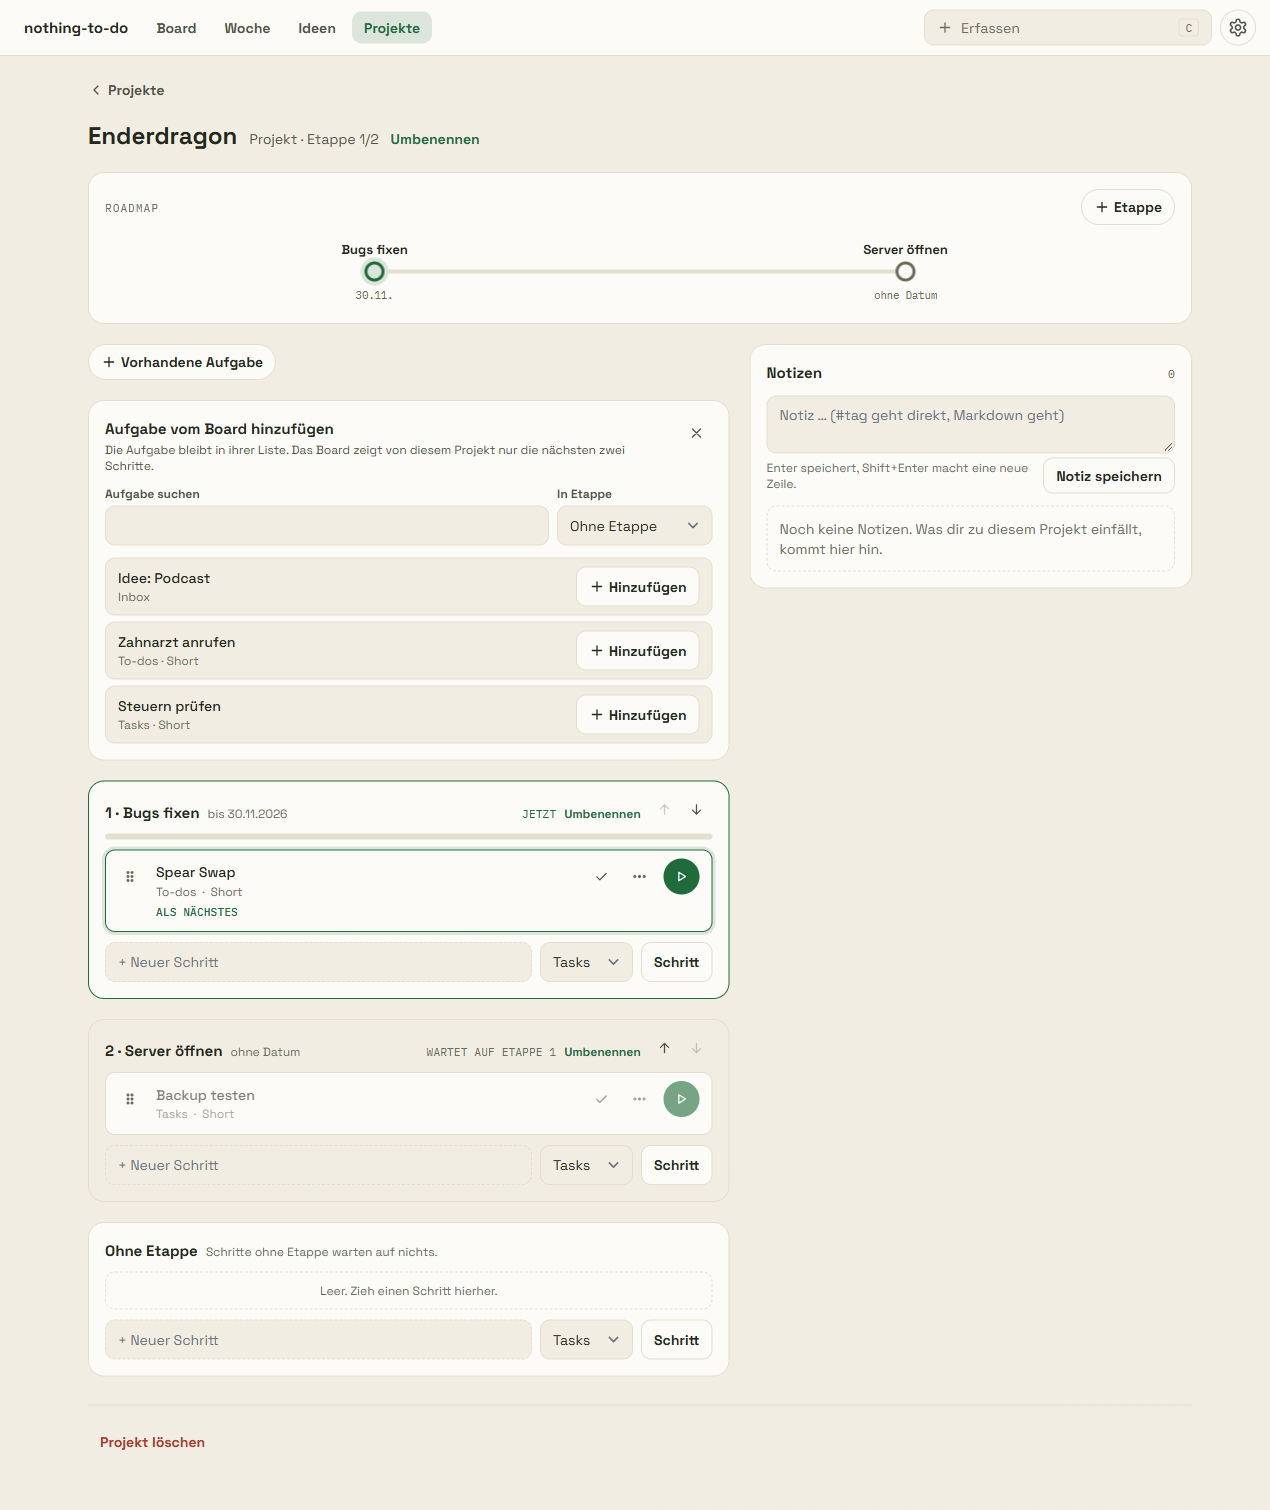 nothing-to-do Board Woche Ideen Projekte + Erfassen C
Projekte
Enderdragon Projekt · Etappe 1/2 Umbenennen
ROADMAP + Etappe
Bugs fixen Server öffnen
30.11. ohne Datum
+ Vorhandene Aufgabe
Aufgabe vom Board hinzufügen
Die Aufgabe bleibt in ihrer Liste. Das Board zeigt von diesem Projekt nur die nächsten zwei
Schritte.
Aufgabe suchen In Etappe
Ohne Etappe
Idee: Podcast
Inbox
+ Hinzufügen
Zahnarzt anrufen
To-dos · Short
+ Hinzufügen
Steuern prüfen
Tasks · Short
+ Hinzufügen
1 · Bugs fixen bis 30.11.2026 JETZT Umbenennen ↑ ↓
Spear Swap
To-dos · Short
ALS NÄCHSTES
+ Neuer Schritt Tasks Schritt
2 · Server öffnen ohne Datum WARTET AUF ETAPPE 1 Umbenennen ↑ ↓
Backup testen
Tasks · Short
+ Neuer Schritt Tasks Schritt
Ohne Etappe Schritte ohne Etappe warten auf nichts.
Leer. Zieh einen Schritt hierher.
+ Neuer Schritt Tasks Schritt
Notizen 0
Notiz … (#tag geht direkt, Markdown geht)
Enter speichert, Shift+Enter macht eine neue
Zeile.
Notiz speichern
Noch keine Notizen. Was dir zu diesem Projekt einfällt,
kommt hier hin.
Projekt löschen